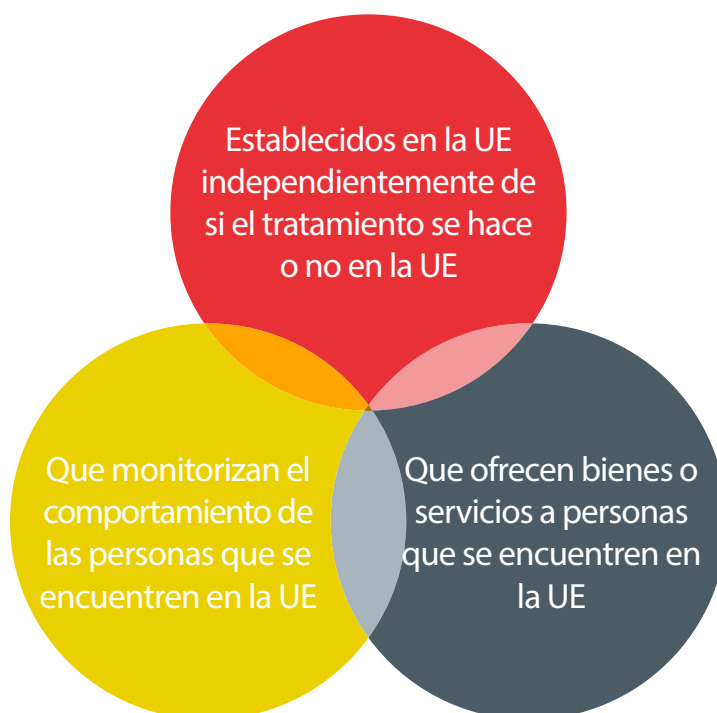 Establecidos en la UE
independientemente de
si el tratamiento se hace
o no en la UE
Que monitorizan el
comportamiento de
las personas que se
encuentren en la UE
Que ofrecen bienes o
servicios a personas
que se encuentren en
la UE